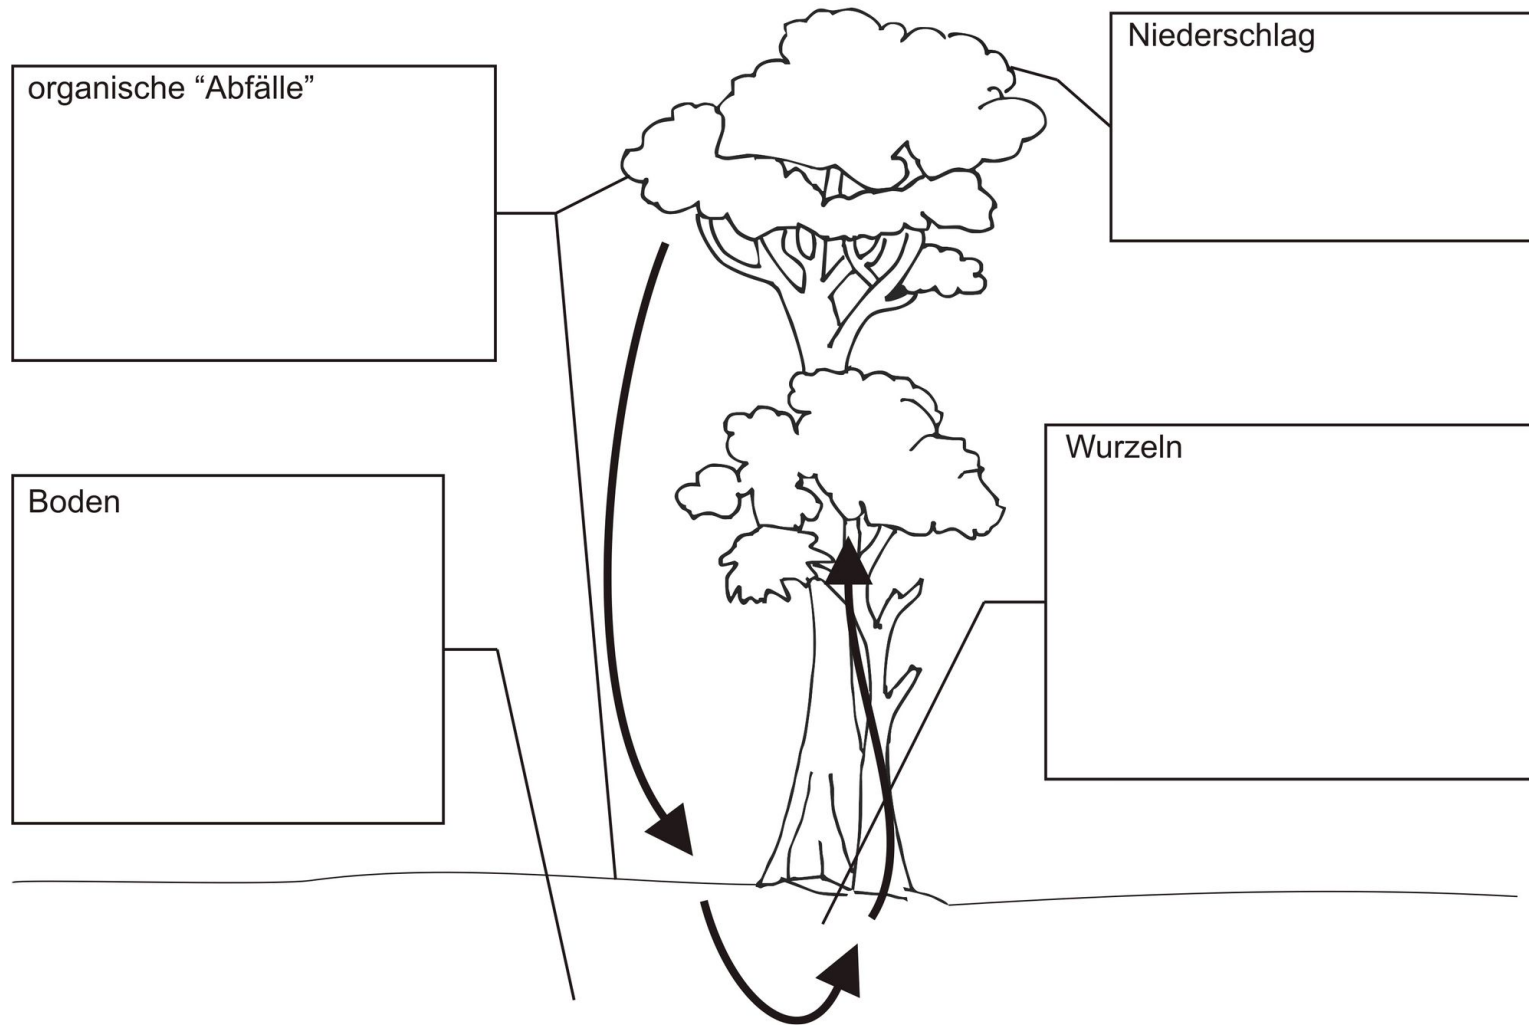 organische “Abfälle”
Niederschlag
Boden
Wurzeln